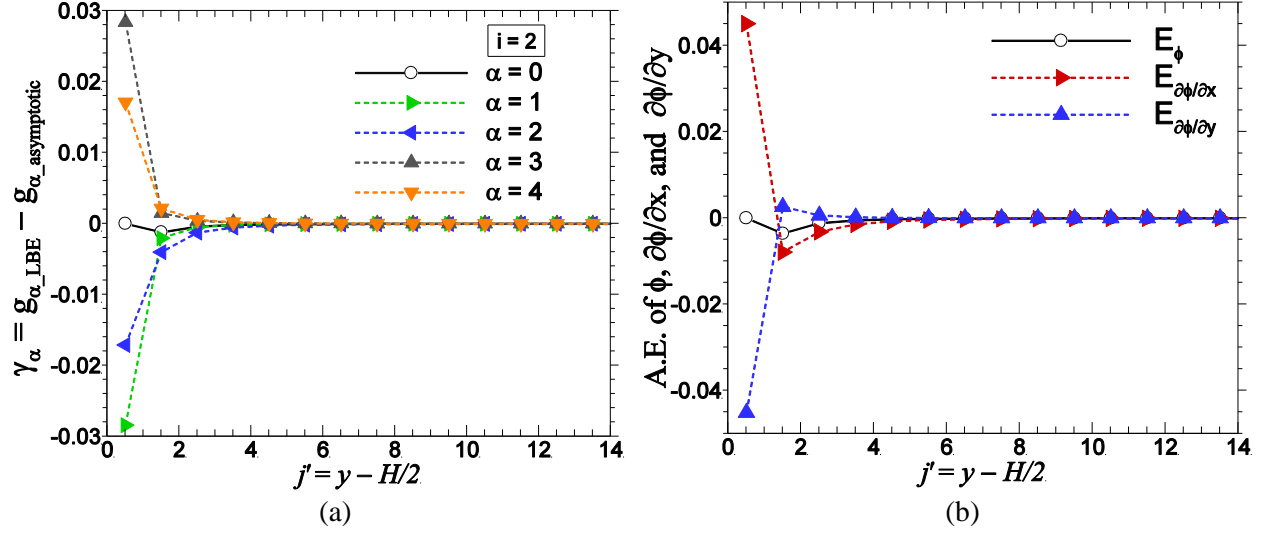 γα = gα_LBE − gα_asymptotic
0.03
0.02
0.01
0
-0.01
-0.02
-0.03
i = 2
α = 0
α = 1
α = 2
α = 3
α = 4
0 2 4 6 8 10 12 14
j' = y − H/2
(a)
A.E. of ϕ, ∂ϕ/∂x, and ∂ϕ/∂y
0.04
0.02
0
-0.02
-0.04
Eϕ
E∂ϕ/∂x
E∂ϕ/∂y
0 2 4 6 8 10 12 14
j' = y − H/2
(b)